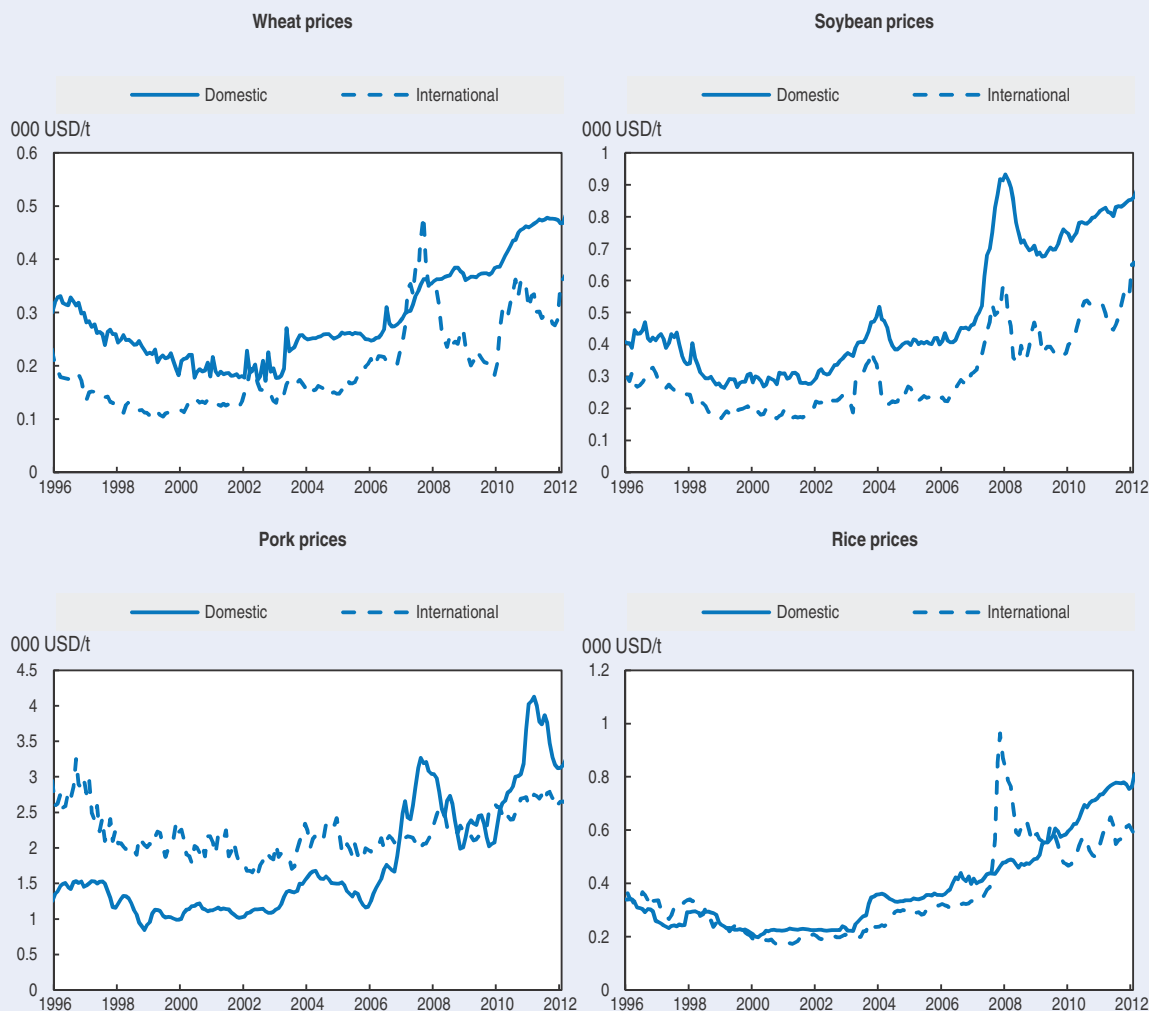 Wheat prices
Domestic International
000 USD/t
0.6
0.5
0.4
0.3
0.2
0.1
0
1996 1998 2000 2002 2004 2006 2008 2010 2012
Soybean prices
Domestic International
000 USD/t
1
0.9
0.8
0.7
0.6
0.5
0.4
0.3
0.2
0.1
0
1996 1998 2000 2002 2004 2006 2008 2010 2012
Pork prices
Domestic International
000 USD/t
4.5
4
3.5
3
2.5
2
1.5
1
0.5
0
1996 1998 2000 2002 2004 2006 2008 2010 2012
Rice prices
Domestic International
000 USD/t
1.2
1
0.8
0.6
0.4
0.2
0
1996 1998 2000 2002 2004 2006 2008 2010 2012